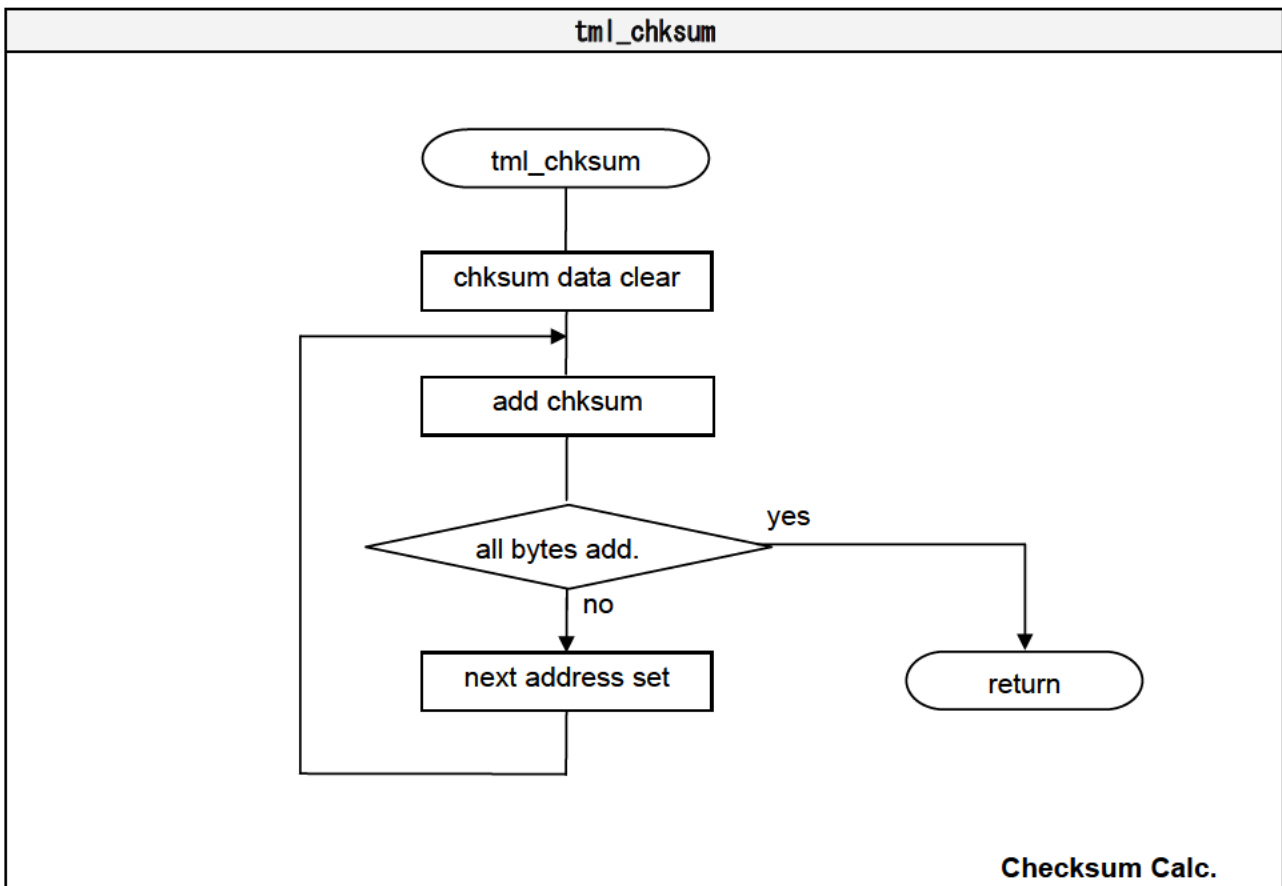 tml_chksum
tml_chksum
chksum data clear
add chksum
yes
all bytes add.
no
next address set
return
Checksum Calc.